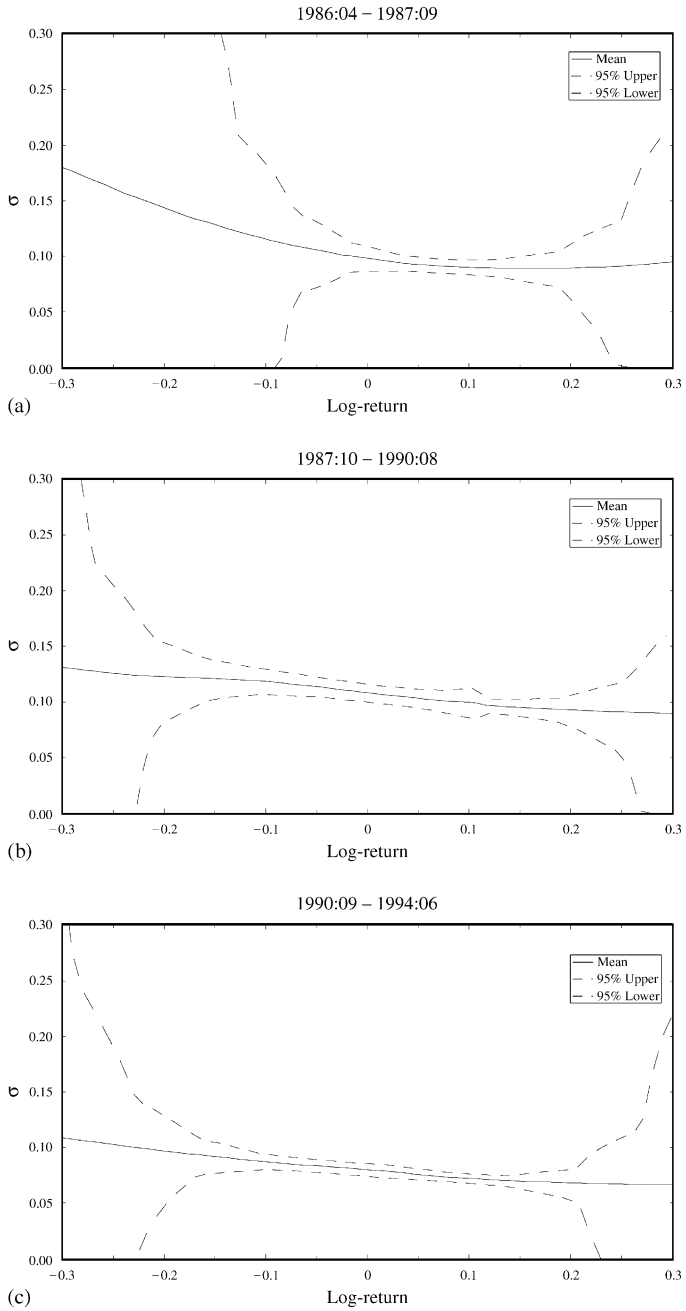 1986:04 – 1987:09
0.30
0.25
0.20
0.15
0.10
0.05
0.00
σ
Mean
95% Upper
95% Lower
−0.3
−0.2
−0.1
0
0.1
0.2
0.3
(a)
Log-return
1987:10 – 1990:08
0.30
0.25
0.20
0.15
0.10
0.05
0.00
σ
Mean
95% Upper
95% Lower
−0.3
−0.2
−0.1
0
0.1
0.2
0.3
(b)
Log-return
1990:09 – 1994:06
0.30
0.25
0.20
0.15
0.10
0.05
0.00
σ
Mean
95% Upper
95% Lower
−0.3
−0.2
−0.1
0
0.1
0.2
0.3
(c)
Log-return